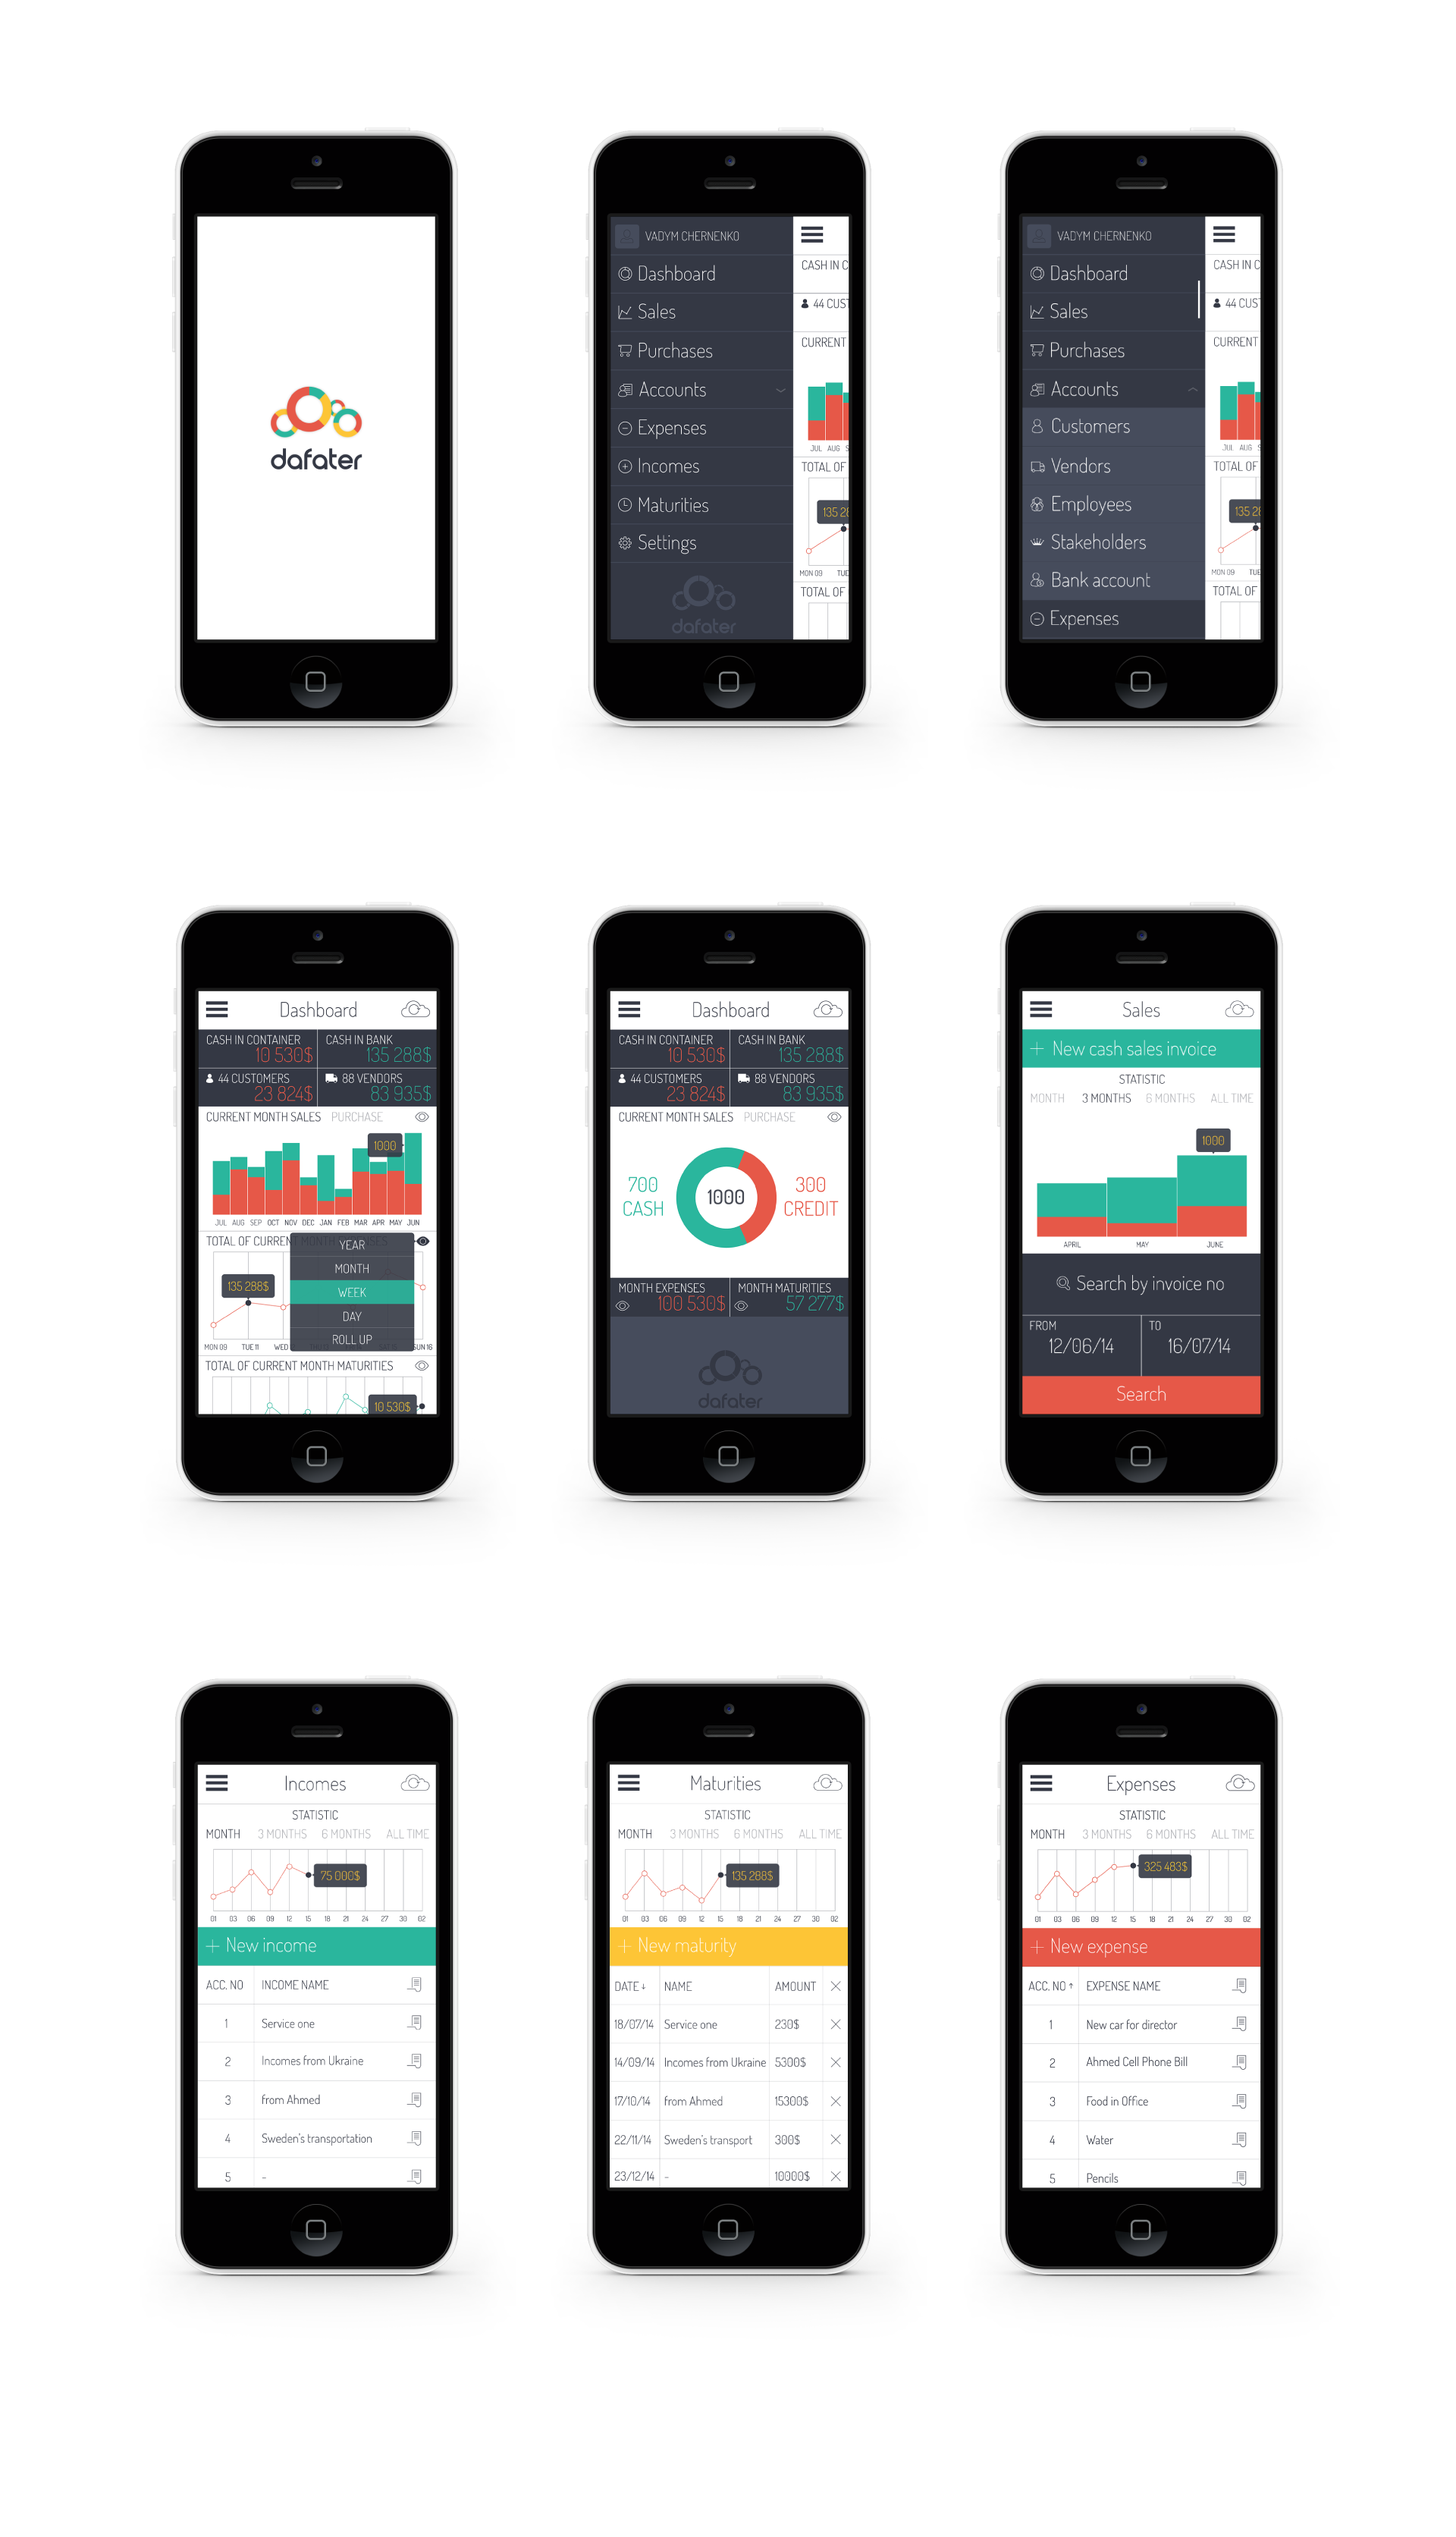 dafater
VADYM CHERNENKO
Dashboard
Sales
Purchases
Accounts
Expenses
Incomes
Maturities
Settings
dafater
CASH IN C
44 CUST
CURRENT
JUL AUG S
TOTAL OF
135 28
MON 09 TUE
TOTAL OF
VADYM CHERNENKO
Dashboard
Sales
Purchases
Accounts
Customers
Vendors
Employees
Stakeholders
Bank account
Expenses
CASH IN C
44 CUST
CURRENT
JUL AUG S
TOTAL OF
135 28
MON 09 TUE
TOTAL OF
Dashboard
CASH IN CONTAINER CASH IN BANK
10 530$ 135 288$
44 CUSTOMERS 88 VENDORS
23 824$ 83 935$
CURRENT MONTH SALES PURCHASE
1000
JUL AUG SEP OCT NOV DEC JAN FEB MAR APR MAY JUN
TOTAL OF CURRENT MONTH
YEAR
MONTH
WEEK
DAY
ROLL UP
135 288$
MON 09 TUE 11 WED SUN 16
TOTAL OF CURRENT MONTH MATURITIES
10 530$
Dashboard
CASH IN CONTAINER CASH IN BANK
10 530$ 135 288$
44 CUSTOMERS 88 VENDORS
23 824$ 83 935$
CURRENT MONTH SALES PURCHASE
700 CASH
1000
300 CREDIT
MONTH EXPENSES MONTH MATURITIES
100 530$ 57 277$
dafater
Sales
+ New cash sales invoice
STATISTIC
MONTH 3 MONTHS 6 MONTHS ALL TIME
1000
APRIL MAY JUNE
Search by invoice no
FROM TO
12/06/14 16/07/14
Search
Incomes
STATISTIC
MONTH 3 MONTHS 6 MONTHS ALL TIME
75 000$
01 03 06 09 12 15 18 21 24 27 30 02
+ New income
ACC. NO INCOME NAME
1 Service one
2 Incomes from Ukraine
3 from Ahmed
4 Sweden's transportation
5 -
Maturities
STATISTIC
MONTH 3 MONTHS 6 MONTHS ALL TIME
135 288$
01 03 06 09 12 15 18 21 24 27 30 02
+ New maturity
DATE ↓ NAME AMOUNT
18/07/14 Service one 230$
14/09/14 Incomes from Ukraine 5300$
17/10/14 from Ahmed 15300$
22/11/14 Sweden's transport 300$
23/12/14 - 10000$
Expenses
STATISTIC
MONTH 3 MONTHS 6 MONTHS ALL TIME
325 483$
01 03 06 09 12 15 18 21 24 27 30 02
+ New expense
ACC. NO ↑ EXPENSE NAME
1 New car for director
2 Ahmed Cell Phone Bill
3 Food in Office
4 Water
5 Pencils